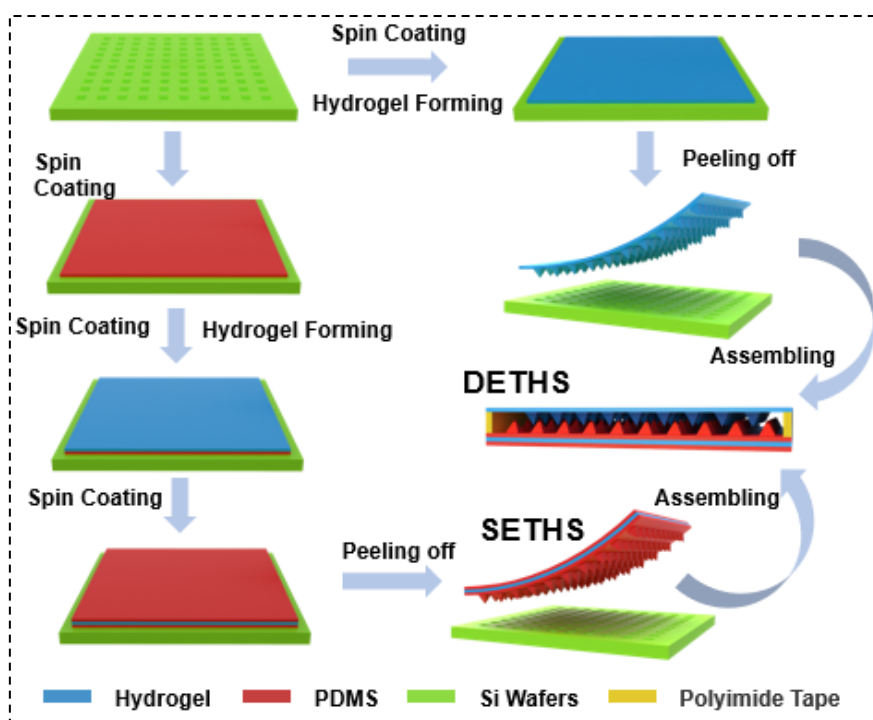 Spin Coating
Hydrogel Forming
Spin
Coating
Peeling off
Spin Coating
Hydrogel Forming
Assembling
DETHS
Spin Coating
Assembling
SETHS
Peeling off
Hydrogel
PDMS
Si Wafers
Polyimide Tape